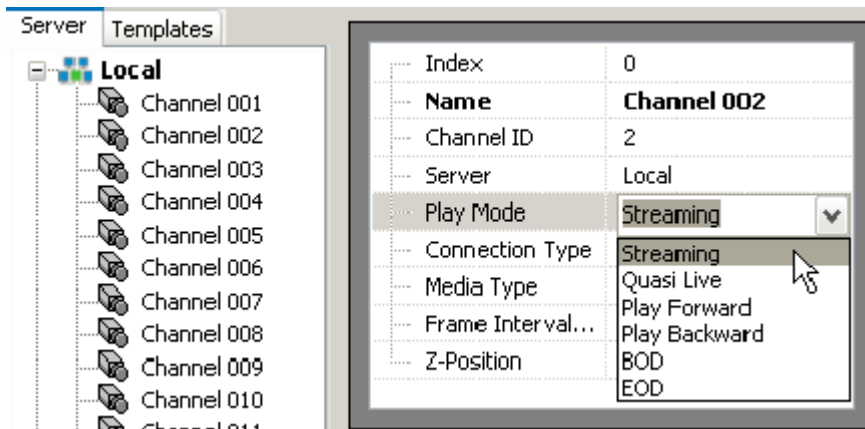 Server Templates
Local
Channel 001
Channel 002
Channel 003
Channel 004
Channel 005
Channel 006
Channel 007
Channel 008
Channel 009
Channel 010
Index 0
Name Channel 002
Channel ID 2
Server Local
Play Mode Streaming
Connection Type Streaming
Media Type Quasi Live
Play Forward
Frame Interval... Play Backward
Z-Position BOD
EOD